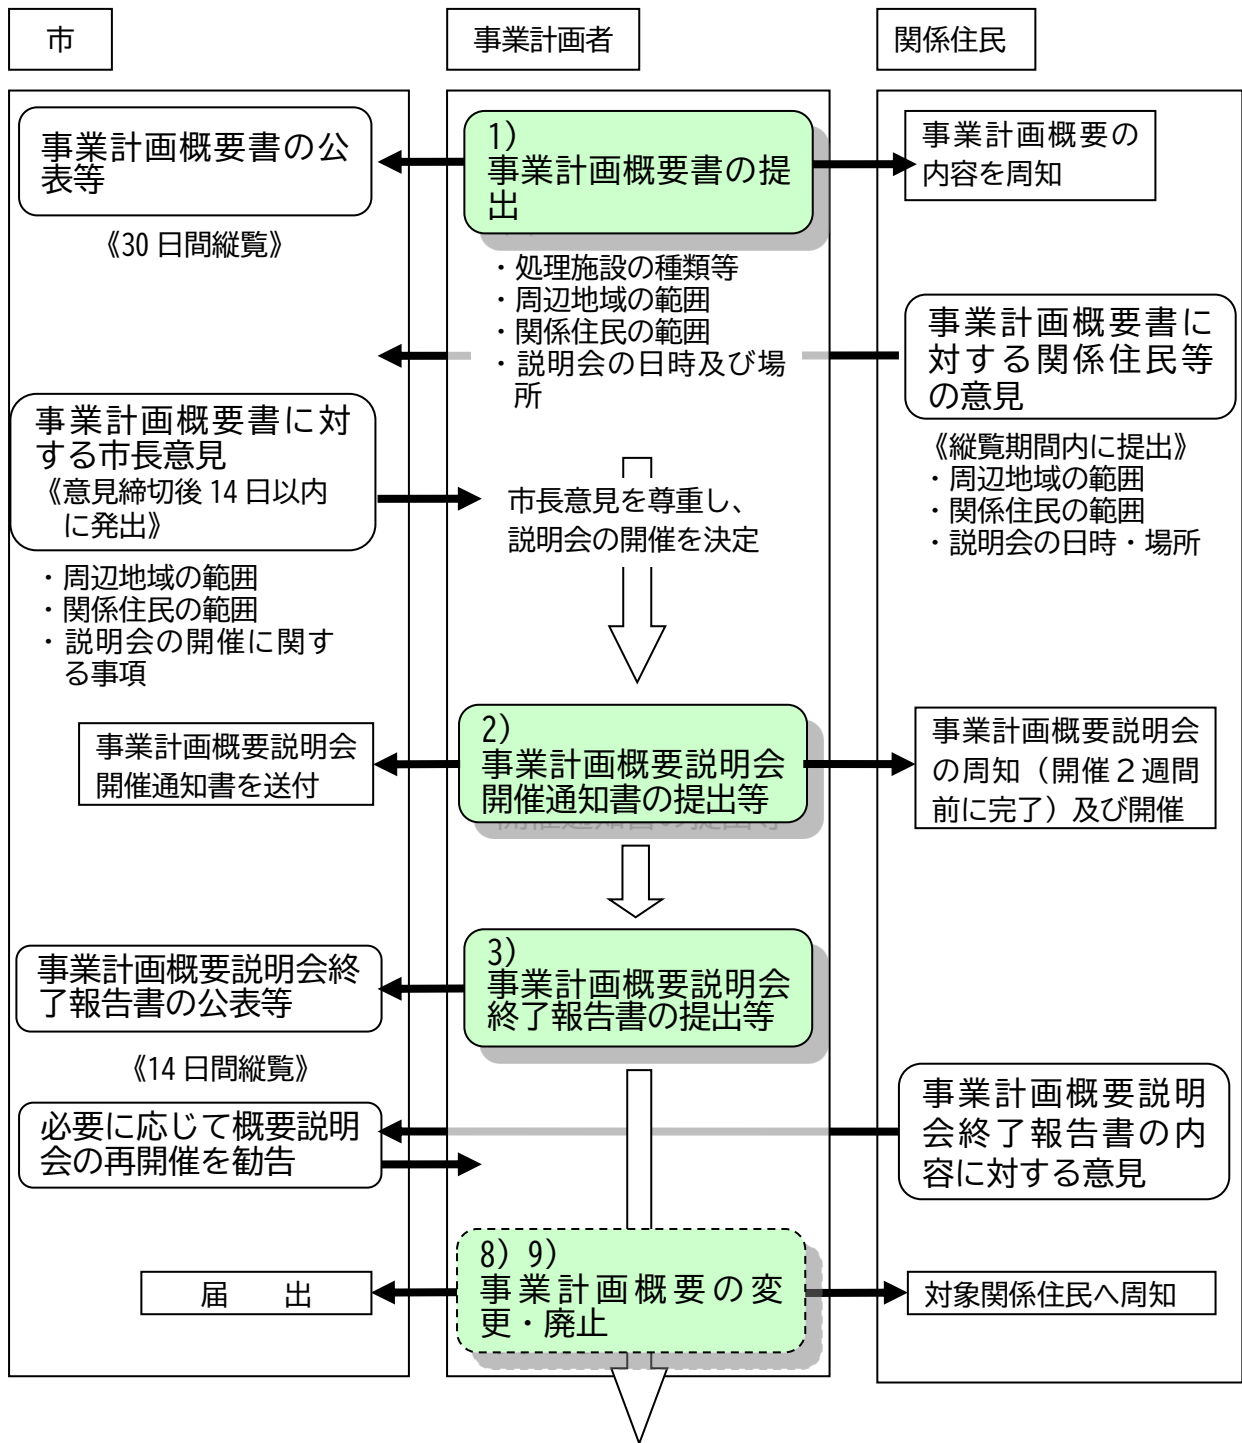 市
事業計画者
関係住民
事業計画概要書の公
表等
《30日間縦覧》
1)
事業計画概要書の提
出
事業計画概要の
内容を周知
・処理施設の種類等
・周辺地域の範囲
・関係住民の範囲
・説明会の日時及び場
所
事業計画概要書に
対する関係住民等
の意見
《縦覧期間内に提出》
・周辺地域の範囲
・関係住民の範囲
・説明会の日時・場所
事業計画概要書に対
する市長意見
《意見締切後14日以内
に発出》
・周辺地域の範囲
・関係住民の範囲
・説明会の開催に関す
る事項
市長意見を尊重し、
説明会の開催を決定
事業計画概要説明会
開催通知書を送付
2)
事業計画概要説明会
開催通知書の提出等
事業計画概要説明会
の周知（開催２週間
前に完了）及び開催
事業計画概要説明会終
了報告書の公表等
《14日間縦覧》
3)
事業計画概要説明会
終了報告書の提出等
必要に応じて概要説明
会の再開催を勧告
事業計画概要説明
会終了報告書の内
容に対する意見
届　出
8) 9)
事業計画概要の変
更・廃止
対象関係住民へ周知